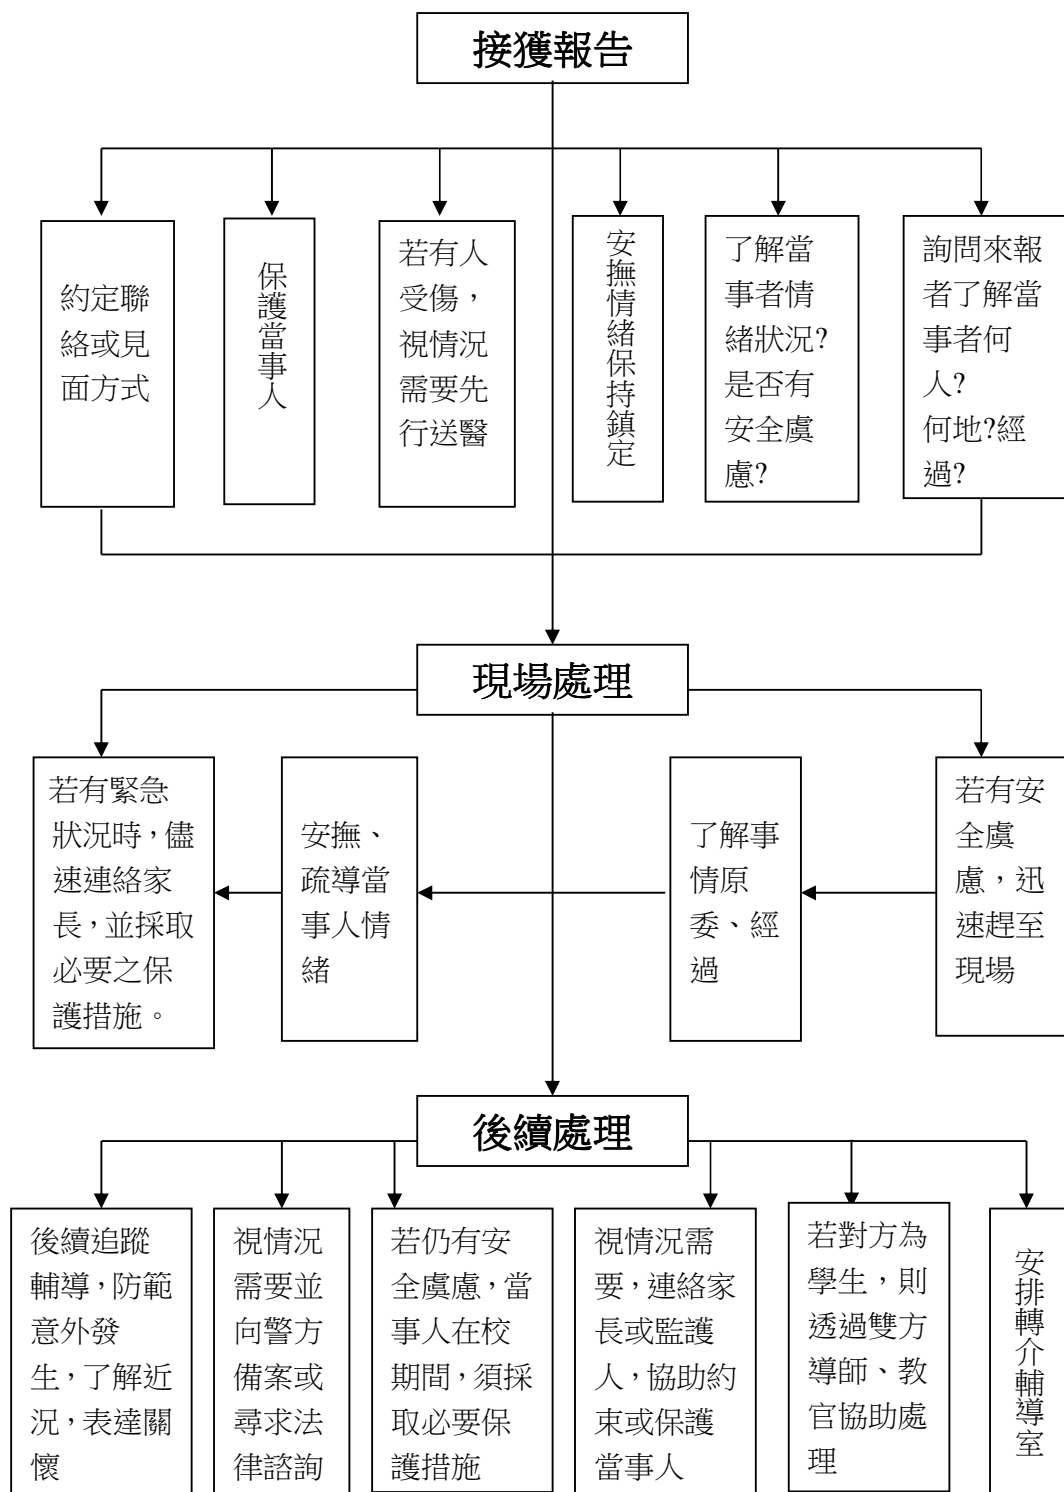 接獲報告
約定聯
絡或見
面方式
保護當事人
若有人
受傷，
視情況
需要先
行送醫
安撫情緒保持鎮定
了解當
事者情
緒狀況?
是否有
安全虞
慮?
詢問來報
者了解當
事者何
人?
何地?經
過?
現場處理
若有緊急
狀況時，儘
速連絡家
長，並採取
必要之保
護措施。
安撫、
疏導當
事人情
緒
了解事
情原
委、經
過
若有安
全虞
慮，迅
速趕至
現場
後續處理
後續追蹤
輔導，防範
意外發
生，了解近
況，表達關
懷
視情況
需要並
向警方
備案或
尋求法
律諮詢
若仍有安
全虞慮，當
事人在校
期間，須採
取必要保
護措施
視情況需
要，連絡家
長或監護
人，協助約
束或保護
當事人
若對方為
學生，則
透過雙方
導師、教
官協助處
理
安排轉介輔導室